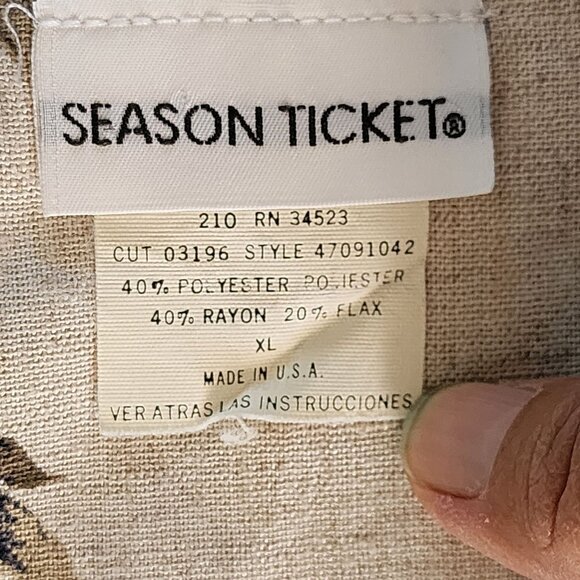 SEASON TICKET®
210 RN 34523
CUT 03196 STYLE 47091042
40% POLYESTER POLIESTER
40% RAYON 20% FLAX
XL
MADE IN U.S.A.
VER ATRAS LAS INSTRUCCIONES